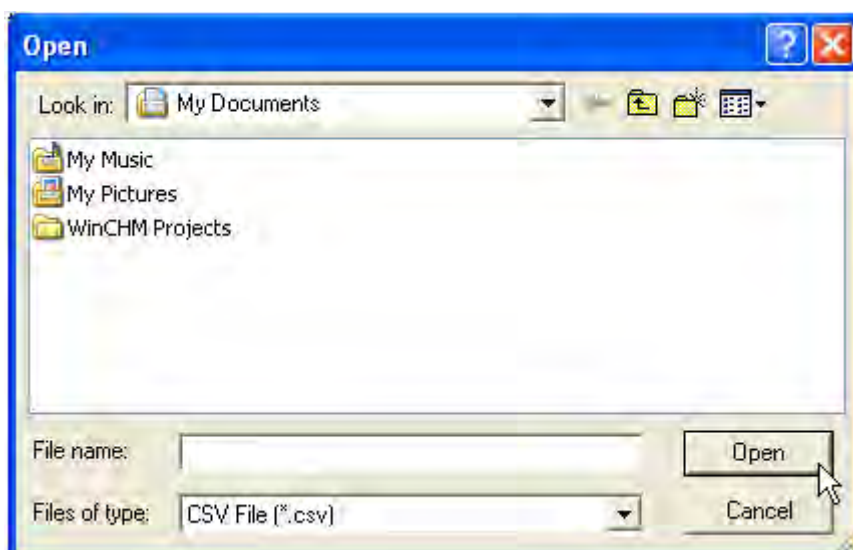 Open
Look in: My Documents
My Music
My Pictures
WinCHM Projects
File name: Open
Files of type: CSV File (*.csv) Cancel